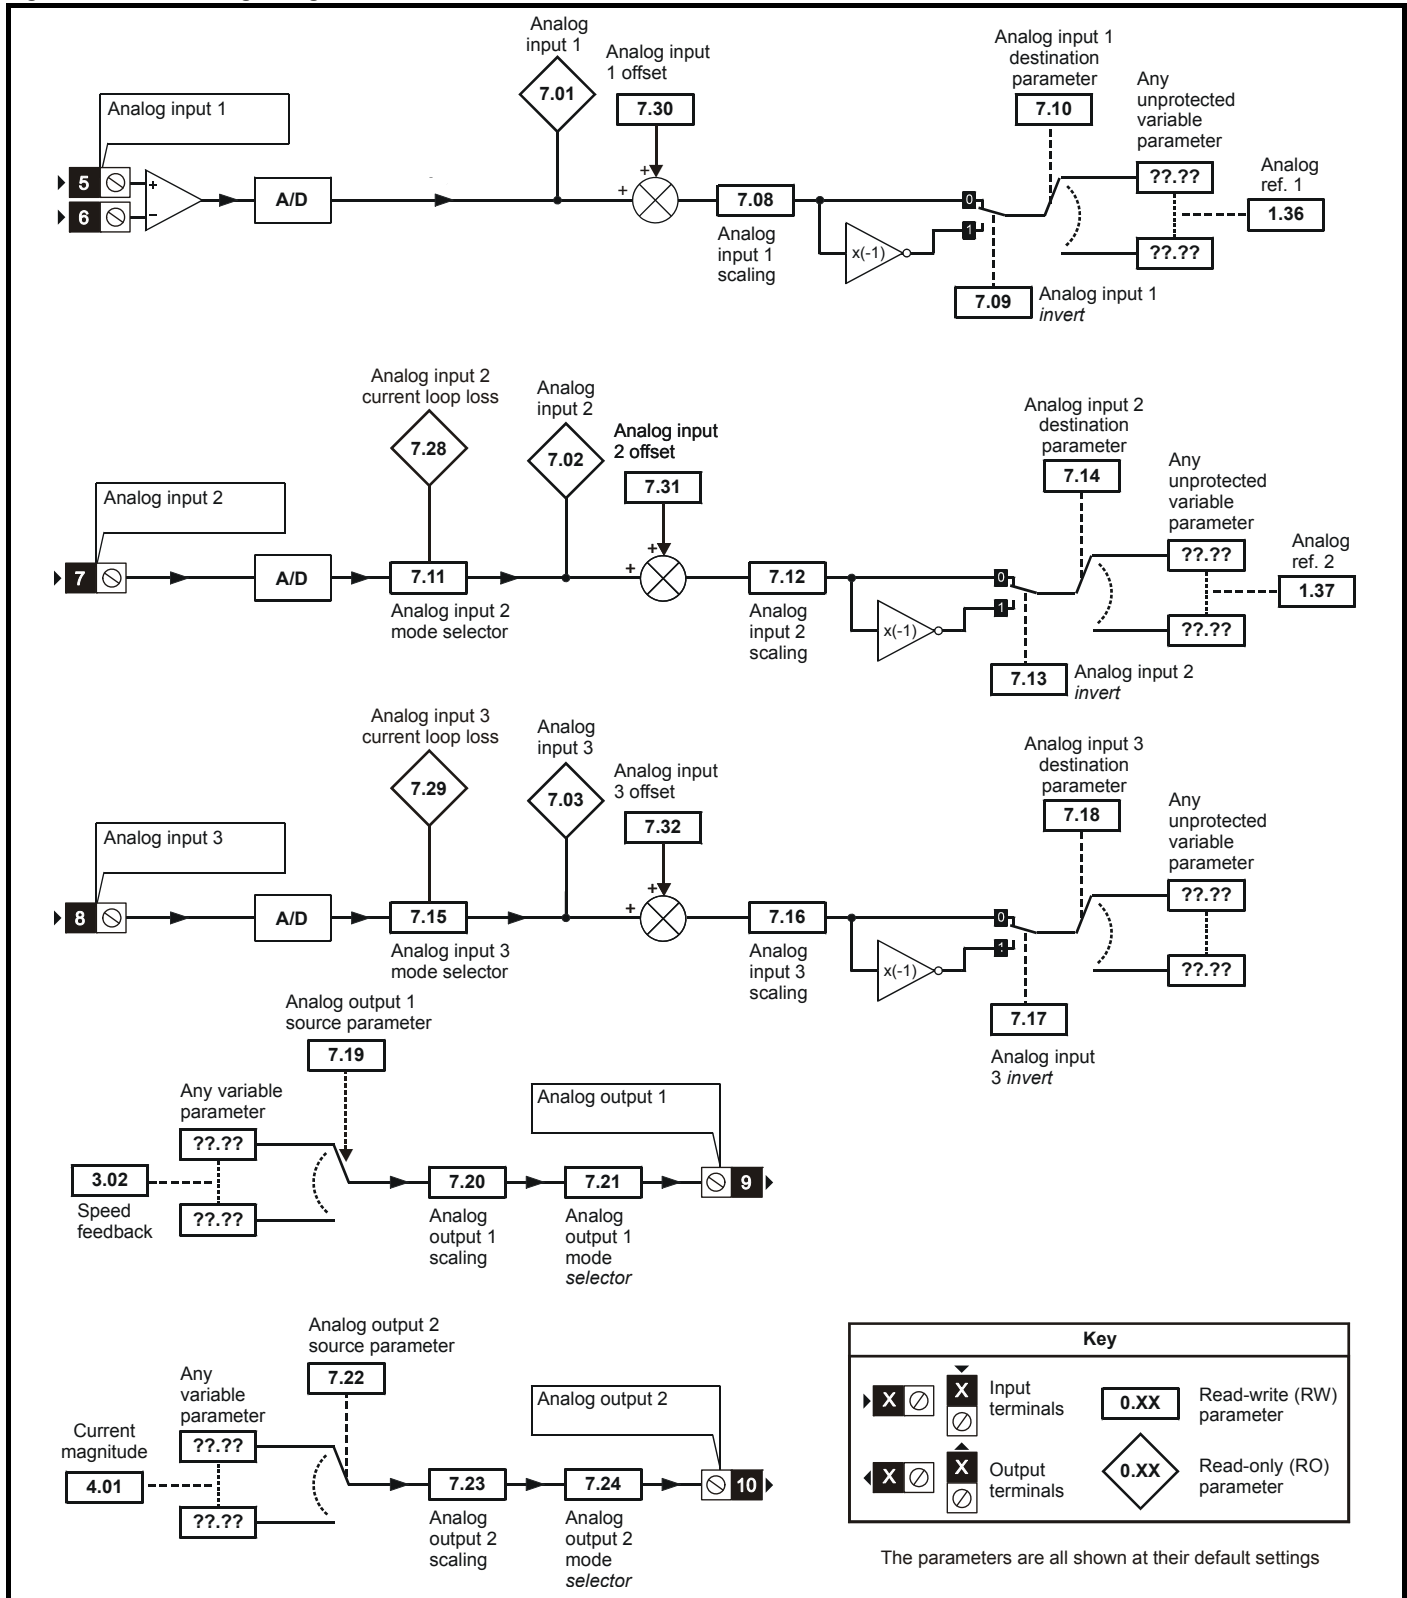 Analog
input 1
7.01
Analog input
1 offset
7.30
Analog input 1
destination
parameter
7.10
Any
unprotected
variable
parameter
??.??
??.??
Analog
ref. 1
1.36
Analog input 1
5
6
+
−
A/D
+
+
7.08
Analog
input 1
scaling
x(-1)
0
1
7.09
Analog input 1
invert
Analog input 2
current loop loss
7.28
Analog
input 2
7.02
Analog input
2 offset
7.31
Analog input 2
destination
parameter
7.14
Any
unprotected
variable
parameter
??.??
??.??
Analog
ref. 2
1.37
Analog input 2
7
A/D
7.11
Analog input 2
mode selector
+
+
7.12
Analog
input 2
scaling
x(-1)
0
1
7.13
Analog input 2
invert
Analog input 3
current loop loss
7.29
Analog
input 3
7.03
Analog input
3 offset
7.32
Analog input 3
destination
parameter
7.18
Any
unprotected
variable
parameter
??.??
??.??
Analog input 3
8
A/D
7.15
Analog input 3
mode selector
+
+
7.16
Analog
input 3
scaling
x(-1)
0
1
7.17
Analog input
3 invert
Analog output 1
source parameter
7.19
Any variable
parameter
??.??
??.??
3.02
Speed
feedback
7.20
Analog
output 1
scaling
7.21
Analog
output 1
mode
selector
Analog output 1
9
Analog output 2
source parameter
7.22
Any
variable
parameter
??.??
??.??
Current
magnitude
4.01
7.23
Analog
output 2
scaling
7.24
Analog
output 2
mode
selector
Analog output 2
10
Key
X
X
Input
terminals
0.XX
Read-write (RW)
parameter
X
X
Output
terminals
0.XX
Read-only (RO)
parameter
The parameters are all shown at their default settings